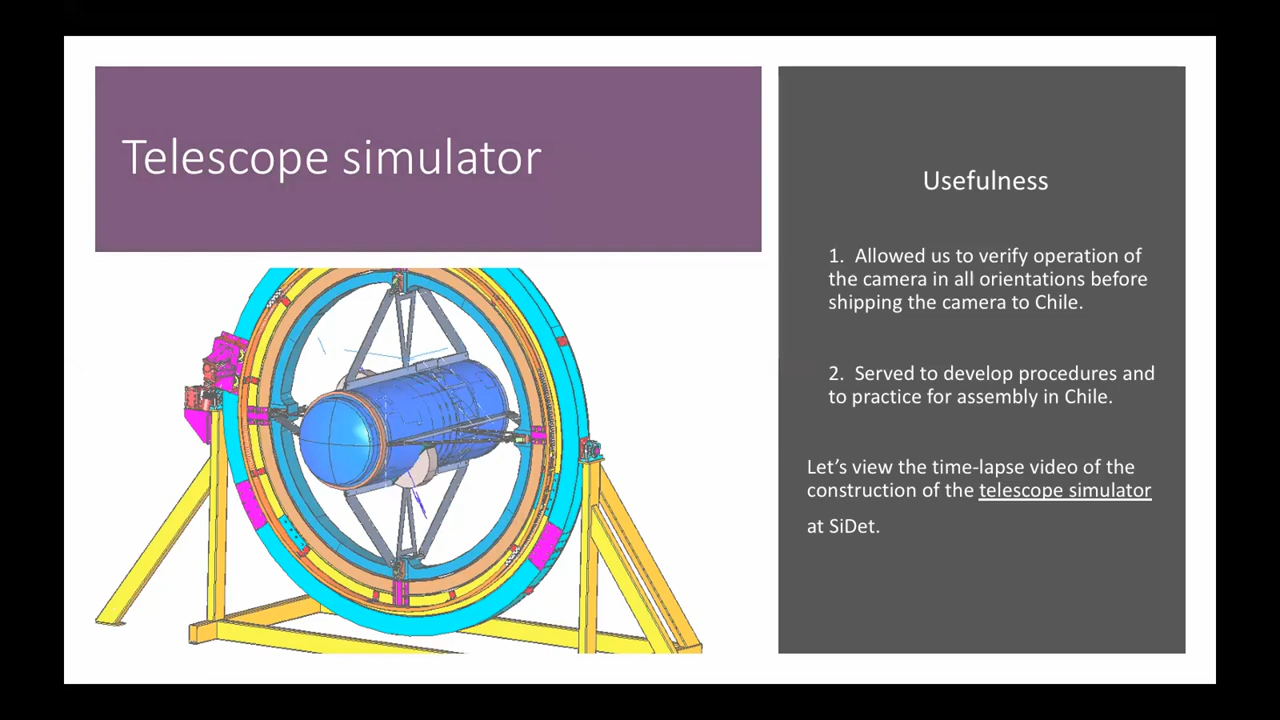 Telescope simulator
Usefulness
1. Allowed us to verify operation of
the camera in all orientations before
shipping the camera to Chile.
2. Served to develop procedures and
to practice for assembly in Chile.
Let’s view the time-lapse video of the
construction of the telescope simulator
at SiDet.